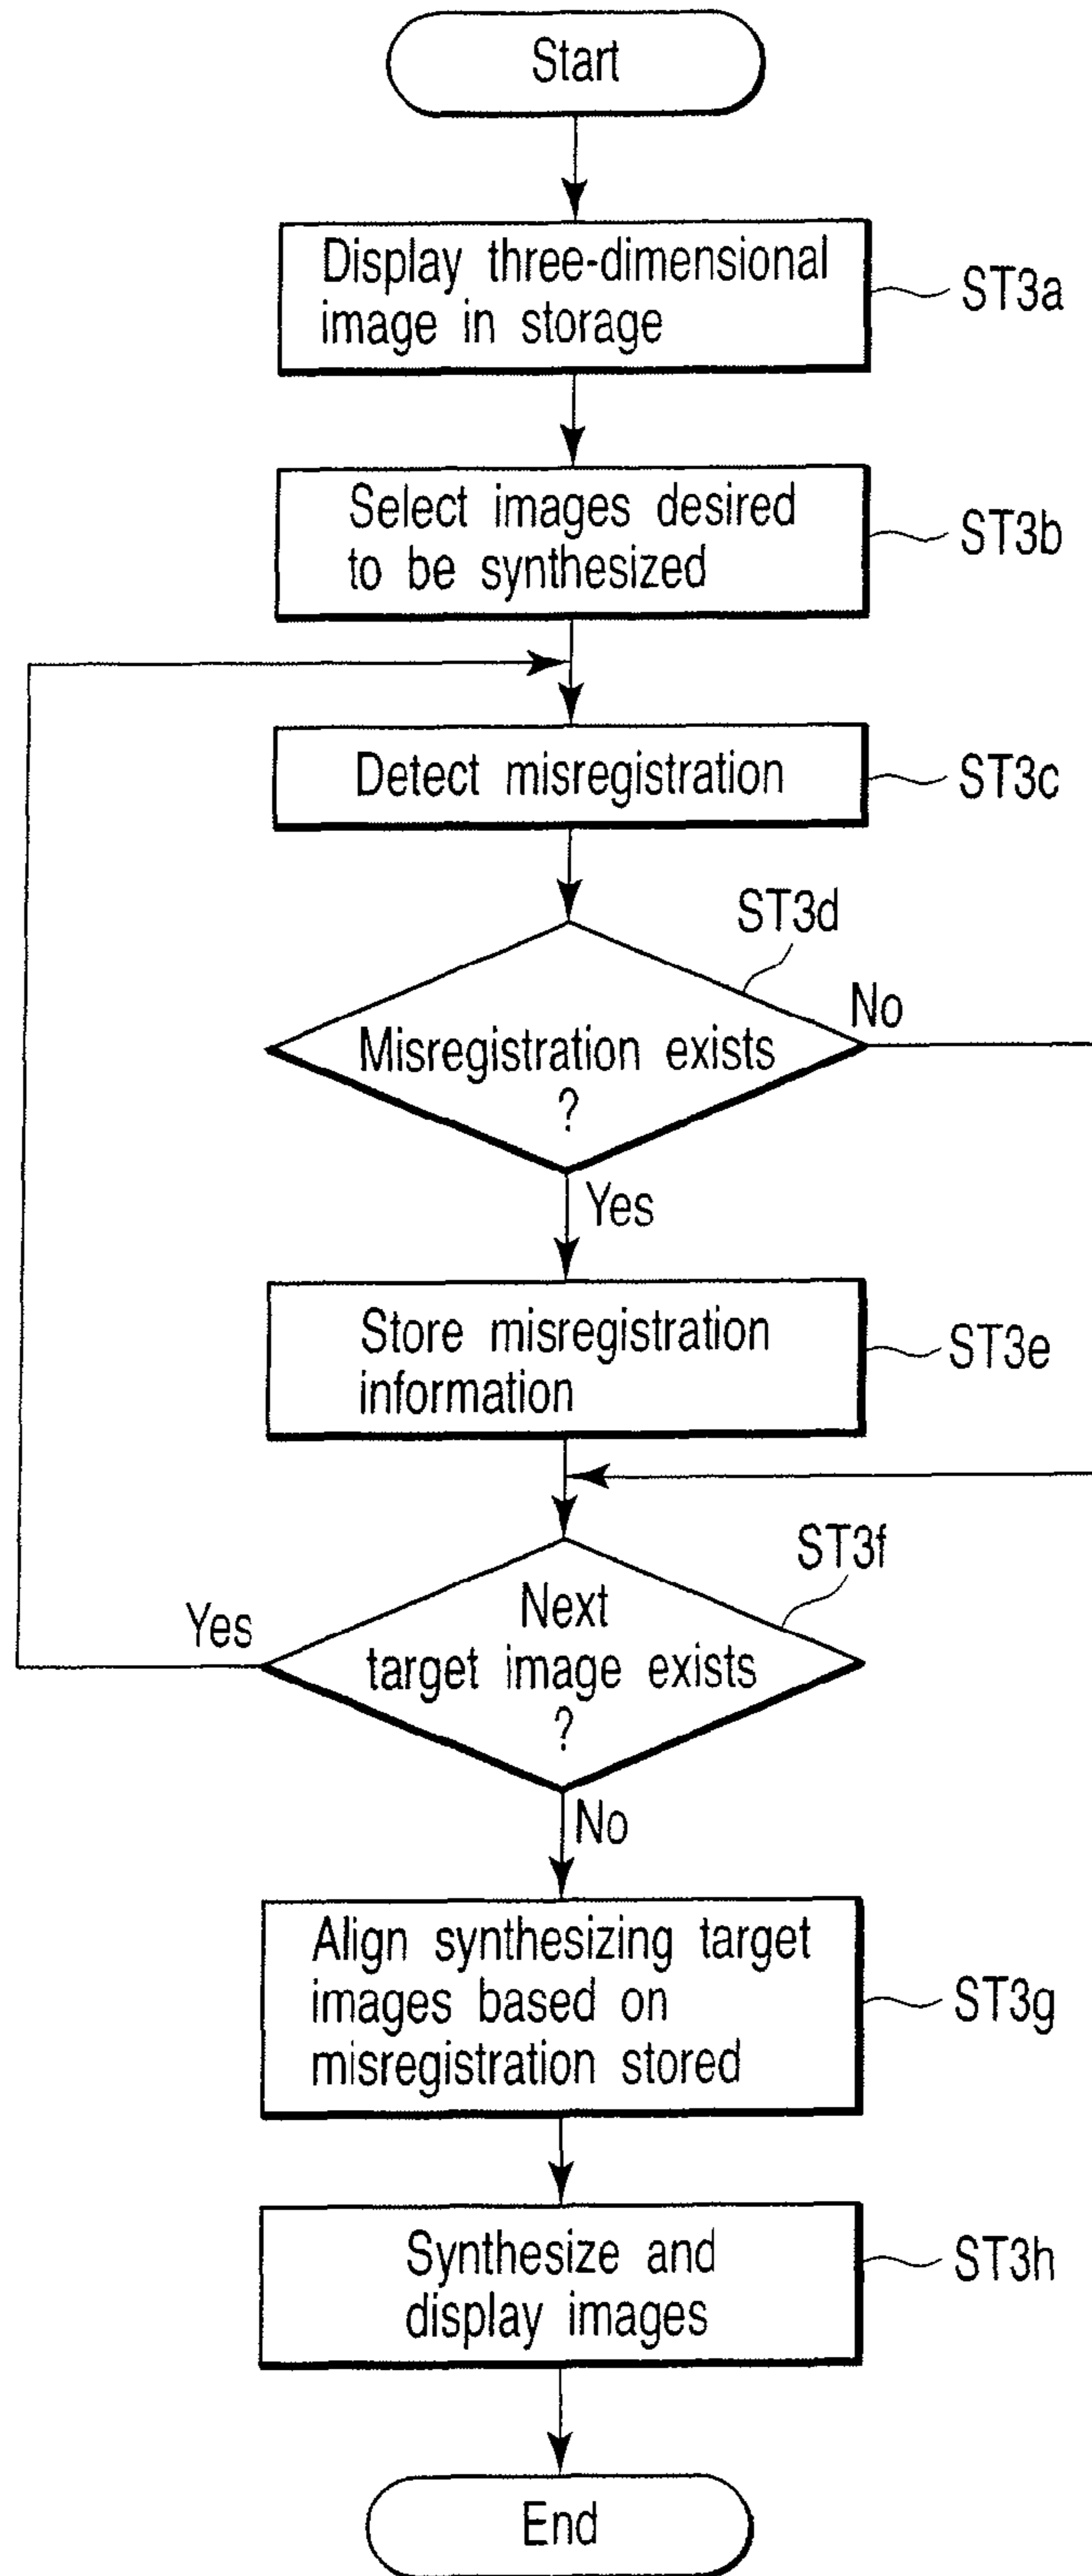 Start
Display three-dimensional
image in storage
ST3a
Select images desired
to be synthesized
ST3b
Detect misregistration
ST3c
ST3d
No
Misregistration exists
?
Yes
Store misregistration
information
ST3e
ST3f
Yes
Next
target image exists
?
No
Align synthesizing target
images based on
misregistration stored
ST3g
Synthesize and
display images
ST3h
End